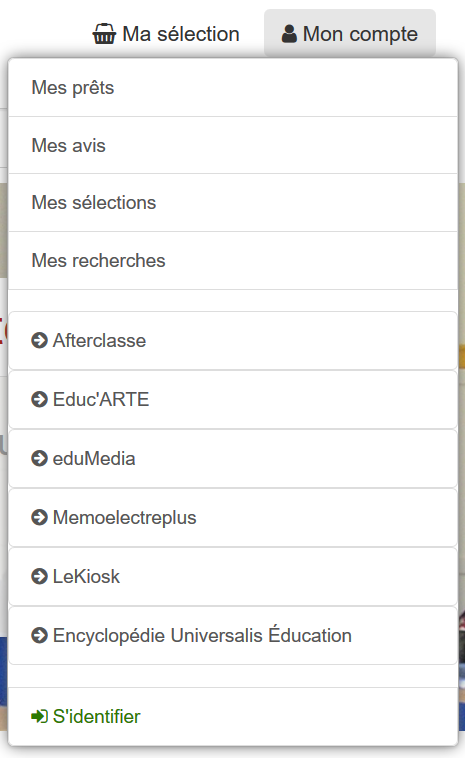 Ma sélection
Mon compte
Mes prêts
Mes avis
Mes sélections
Mes recherches
Afterclasse
Educ'ARTE
eduMedia
Memoelectreplus
LeKiosk
Encyclopédie Universalis Éducation
S'identifier